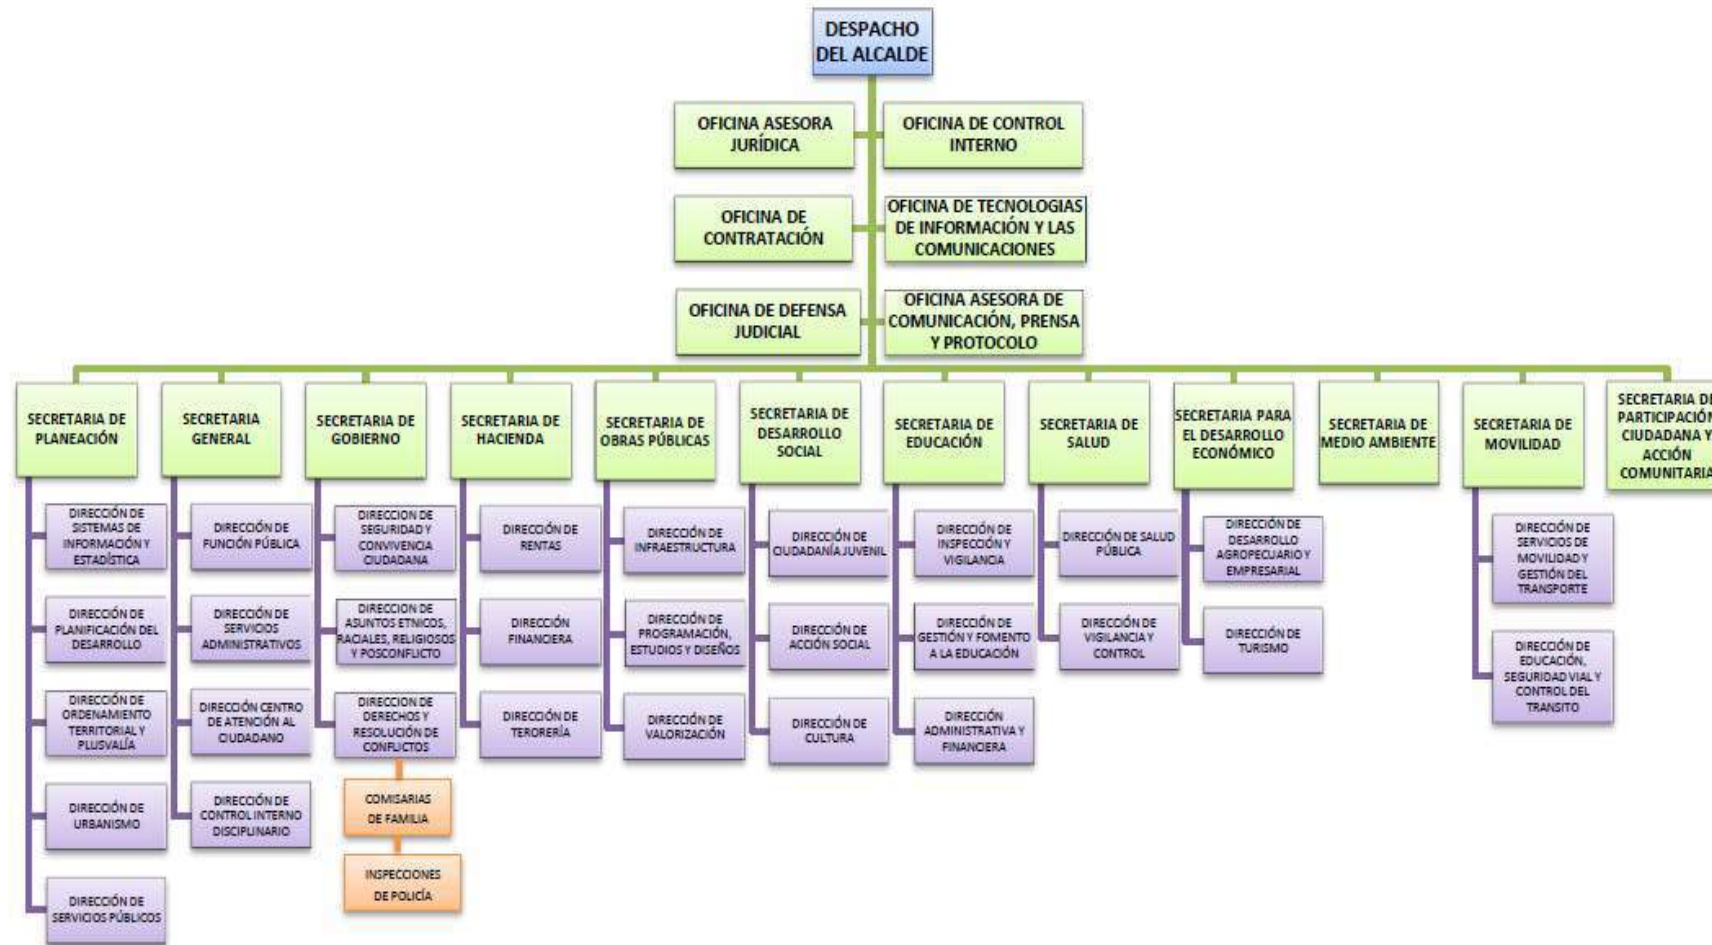 DESPACHO
DEL ALCALDE
OFICINA ASESORA
JURÍDICA
OFICINA DE CONTROL
INTERNO
OFICINA DE
CONTRATACIÓN
OFICINA DE TECNOLOGIAS
DE INFORMACIÓN Y LAS
COMUNICACIONES
OFICINA DE DEFENSA
JUDICIAL
OFICINA ASESORA DE
COMUNICACIÓN, PRENSA
Y PROTOCOLO
SECRETARIA DE
PLANEACIÓN
SECRETARIA
GENERAL
SECRETARIA DE
GOBIERNO
SECRETARIA DE
HACIENDA
SECRETARIA DE
OBRAS PÚBLICAS
SECRETARIA DE
DESARROLLO
SOCIAL
SECRETARIA DE
EDUCACIÓN
SECRETARIA DE
SALUD
SECRETARIA PARA
EL DESARROLLO
ECONÓMICO
SECRETARIA DE
MEDIO AMBIENTE
SECRETARIA DE
MOVILIDAD
SECRETARIA DE
PARTICIPACIÓN
CIUDADANA Y
ACCIÓN
COMUNITARIA
DIRECCIÓN DE
SISTEMAS DE
INFORMACIÓN Y
ESTADÍSTICA
DIRECCIÓN DE
PLANIFICACIÓN DEL
DESARROLLO
DIRECCIÓN DE
ORDENAMIENTO
TERRITORIAL Y
PLUSVALÍA
DIRECCIÓN DE
URBANISMO
DIRECCIÓN DE
SERVICIOS PÚBLICOS
DIRECCIÓN DE
FUNCIÓN PÚBLICA
DIRECCIÓN DE
SERVICIOS
ADMINISTRATIVOS
DIRECCIÓN CENTRO
DE ATENCIÓN AL
CIUDADANO
DIRECCIÓN DE
CONTROL INTERNO
DISCIPLINARIO
DIRECCION DE
SEGURIDAD Y
CONVIVENCIA
CIUDADANA
DIRECCION DE
ASUNTOS ETNICOS,
RACIALES, RELIGIOSOS
Y POSCONFLICTO
DIRECCION DE
DERECHOS Y
RESOLUCIÓN DE
CONFLICTOS
COMISARIAS
DE FAMILIA
INSPECCIONES
DE POLICÍA
DIRECCIÓN DE
RENTAS
DIRECCIÓN
FINANCIERA
DIRECCIÓN DE
TERORERÍA
DIRECCIÓN DE
INFRAESTRUCTURA
DIRECCIÓN DE
PROGRAMACIÓN,
ESTUDIOS Y DISEÑOS
DIRECCIÓN DE
VALORIZACIÓN
DIRECCIÓN DE
CIUDADANÍA JUVENIL
DIRECCIÓN DE
ACCIÓN SOCIAL
DIRECCIÓN DE
CULTURA
DIRECCIÓN DE
INSPECCIÓN Y
VIGILANCIA
DIRECCIÓN DE
GESTIÓN Y FOMENTO
A LA EDUCACIÓN
DIRECCIÓN
ADMINISTRATIVA Y
FINANCIERA
DIRECCIÓN DE SALUD
PÚBLICA
DIRECCIÓN DE
VIGILANCIA Y
CONTROL
DIRECCIÓN DE
DESARROLLO
AGROPECUARIO Y
EMPRESARIAL
DIRECCIÓN DE
TURISMO
DIRECCIÓN DE
SERVICIOS DE
MOVILIDAD Y
GESTIÓN DEL
TRANSPORTE
DIRECCIÓN DE
EDUCACIÓN,
SEGURIDAD VIAL Y
CONTROL DEL
TRANSITO